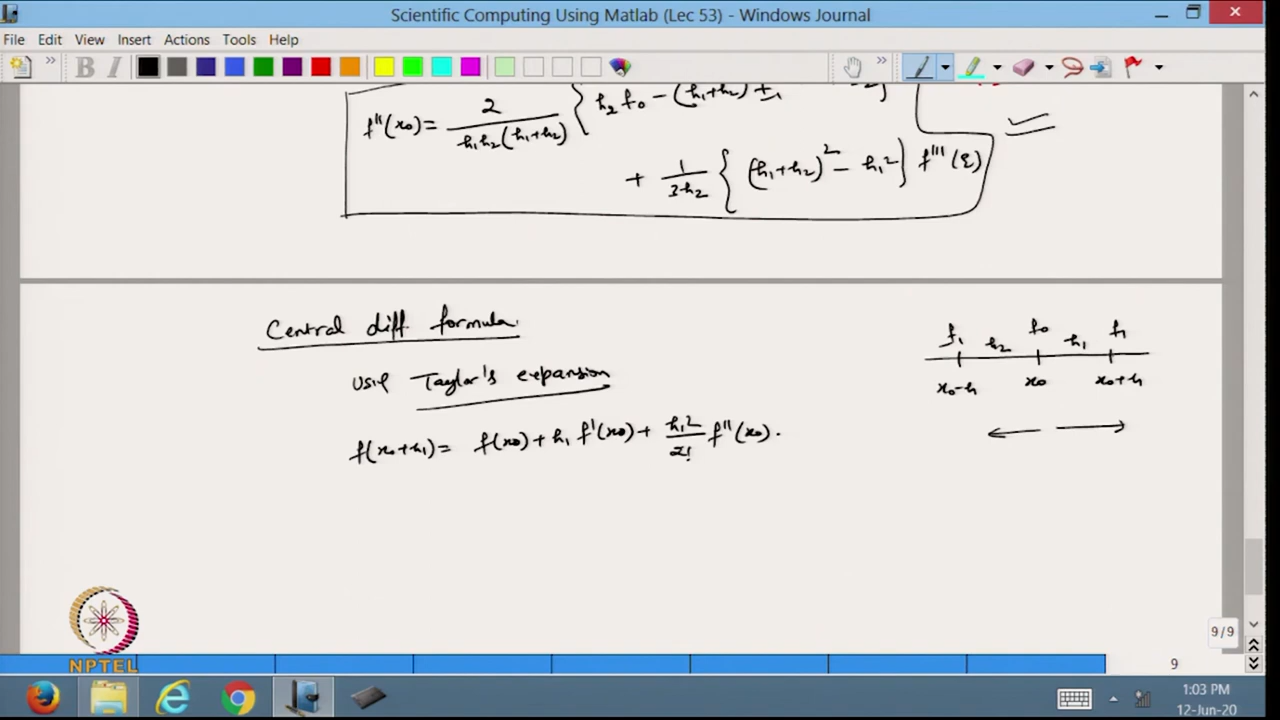 Scientific Computing Using Matlab (Lec 53) - Windows Journal
File Edit View Insert Actions Tools Help
f''(x0) = 2 / h1h2(h1+h2) { h2 f0 - (h1+h2) f1
+ 1/3h2 { (h1+h2)^2 - h1^2 } f'''(ξ)
Central diff formula.
f1 h2 f0 h1 f1
x0-h x0 x0+h
Taylor's expansion
f(x0+h1) = f(x0) + h1 f'(x0) + h1^2/2! f''(x0).
9/9
NPTEL
9
1:03 PM
12-Jun-20